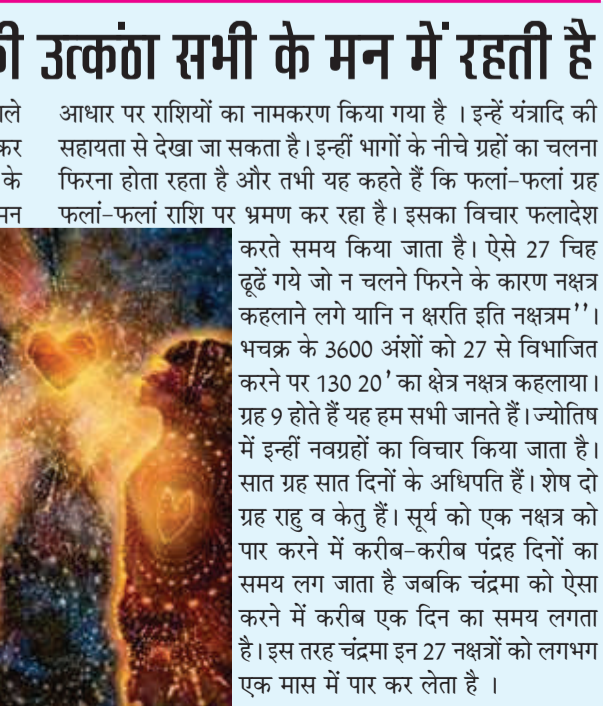 की उत्कंठा सभी के मन में रहती है
कर
के
मन
आधार पर राशियों का नामकरण किया गया है । इन्हें यंत्रादि की
सहायता से देखा जा सकता है। इन्हीं भागों के नीचे ग्रहों का चलना
फिरना होता रहता है और तभी यह कहते हैं कि फलां-फलां ग्रह
फलां-फलां राशि पर भ्रमण कर रहा है। इसका विचार फलादेश
करते समय किया जाता है। ऐसे 27 चिह
ढूढें गये जो न चलने फिरने के कारण नक्षत्र
कहलाने लगे यानि न क्षरति इति नक्षत्रम''।
भचक्र के 3600 अंशों को 27 से विभाजित
करने पर 130 20' का क्षेत्र नक्षत्र कहलाया।
ग्रह 9 होते हैं यह हम सभी जानते हैं। ज्योतिष
में इन्हीं नवग्रहों का विचार किया जाता है।
सात ग्रह सात दिनों के अधिपति हैं। शेष दो
ग्रह राहु व केतु हैं। सूर्य को एक नक्षत्र को
पार करने में करीब-करीब पंद्रह दिनों का
समय लग जाता है जबकि चंद्रमा को ऐसा
करने में करीब एक दिन का समय लगता
है। इस तरह चंद्रमा इन 27 नक्षत्रों को लगभग
एक मास में पार कर लेता है ।